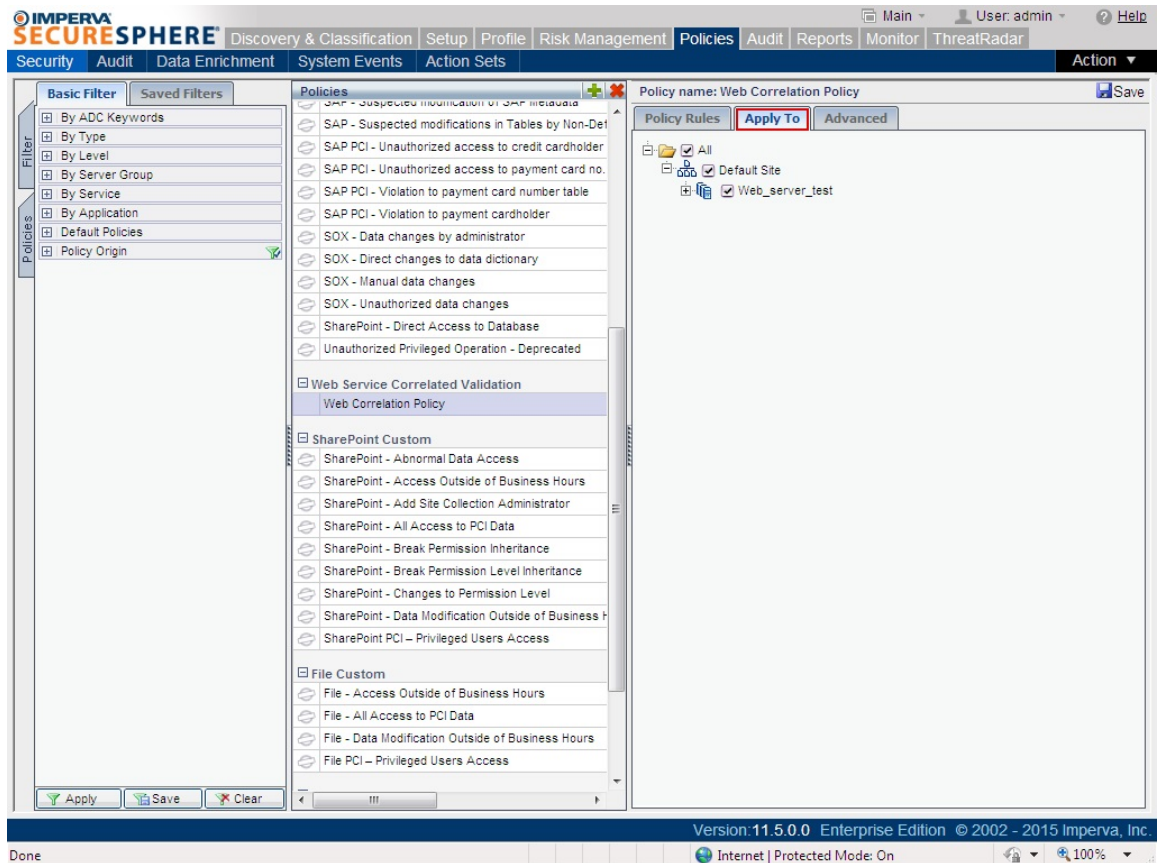 IMPERVA
SECURESPHERE
Main
User: admin
Help
Discovery & Classification Setup Profile Risk Management Policies Audit Reports Monitor ThreatRadar
Security Audit Data Enrichment System Events Action Sets Action
Filter
Policies
Basic Filter Saved Filters
By ADC Keywords
By Type
By Level
By Server Group
By Service
By Application
Default Policies
Policy Origin
Apply Save Clear
Policies
SAP - Suspected modification of SAP metadata
SAP - Suspected modifications in Tables by Non-Def
SAP PCI - Unauthorized access to credit cardholder
SAP PCI - Unauthorized access to payment card no.
SAP PCI - Violation to payment card number table
SAP PCI - Violation to payment cardholder
SOX - Data changes by administrator
SOX - Direct changes to data dictionary
SOX - Manual data changes
SOX - Unauthorized data changes
SharePoint - Direct Access to Database
Unauthorized Privileged Operation - Deprecated
Web Service Correlated Validation
Web Correlation Policy
SharePoint Custom
SharePoint - Abnormal Data Access
SharePoint - Access Outside of Business Hours
SharePoint - Add Site Collection Administrator
SharePoint - All Access to PCI Data
SharePoint - Break Permission Inheritance
SharePoint - Break Permission Level Inheritance
SharePoint - Changes to Permission Level
SharePoint - Data Modification Outside of Business H
SharePoint PCI – Privileged Users Access
File Custom
File - Access Outside of Business Hours
File - All Access to PCI Data
File - Data Modification Outside of Business Hours
File PCI – Privileged Users Access
Policy name: Web Correlation Policy Save
Policy Rules Apply To Advanced
All
Default Site
Web_server_test
Version:11.5.0.0 Enterprise Edition © 2002 - 2015 Imperva, Inc.
Done Internet | Protected Mode: On 100%